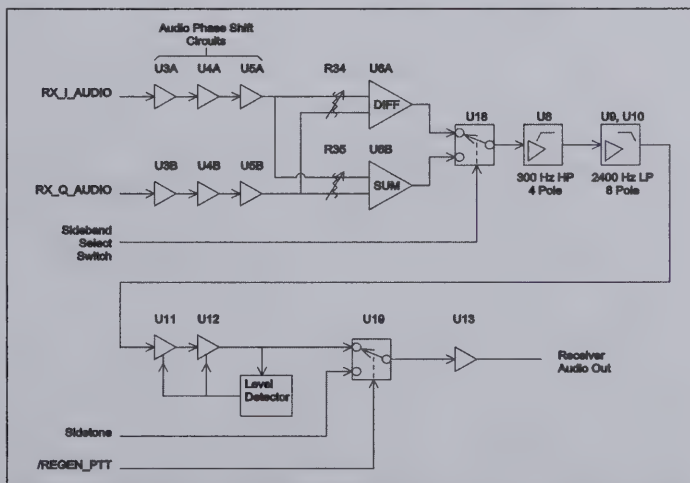 Audio Phase Shift
Circuits
U3A U4A U5A R34 U6A
RX_I_AUDIO
DIFF
U18 U8 U9, U10
U3B U4B U5B R35 U6B
RX_Q_AUDIO
SUM
300 Hz HP
4 Pole
2400 Hz LP
8 Pole
Sideband
Select
Switch
U11 U12 U19 U13
Receiver
Audio Out
Level
Detector
Sidetone
/REGEN_PTT